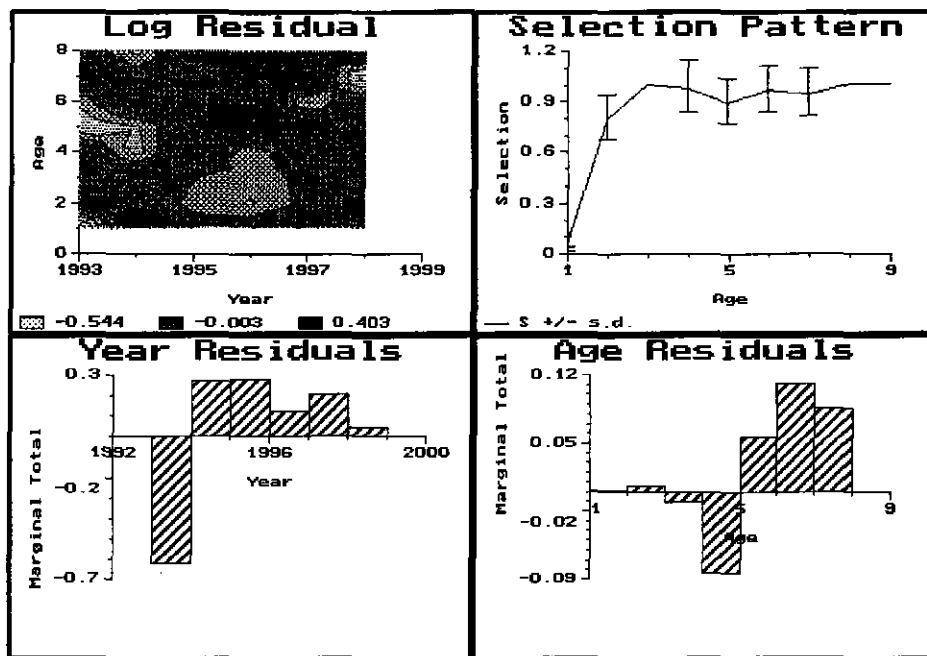 Log Residual
8
6
4
2
0
Age
1993
1995
1997
1999
Year
-0.544
-0.003
0.403
Selection Pattern
1.2
0.9
0.6
0.3
0
Selection
1
5
9
Age
S +/- s.d.
Year Residuals
0.3
-0.2
-0.7
Marginal Total
1992
1996
2000
Year
Age Residuals
0.12
0.05
-0.02
-0.09
Marginal Total
1
5
9
Age